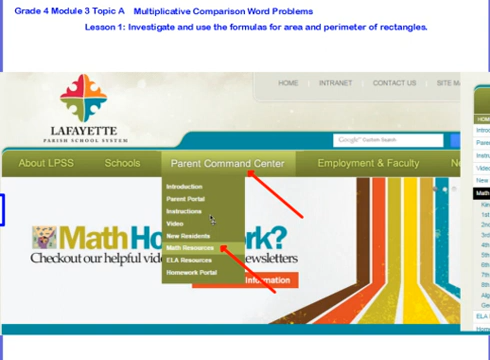 Grade 4 Module 3 Topic A Multiplicative Comparison Word Problems
Lesson 1: Investigate and use the formulas for area and perimeter of rectangles.
HOME INTRANET CONTACT US SITE
LAFAYETTE
PARISH SCHOOL SYSTEM
Google Custom Search
About LPSS Schools Parent Command Center Employment & Faculty
Introduction
Parent Portal
Instructions
Video
New Residents
Math Resources
ELA Resources
Homework Portal
Math
Checkout our helpful
Information